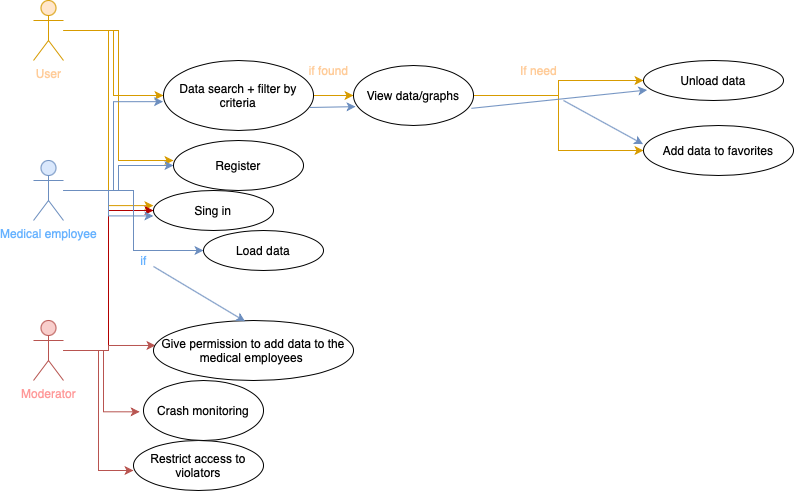 User
if found
If need
Data search + filter by
criteria
View data/graphs
Unload data
Add data to favorites
Register
Medical employee
Sing in
Load data
if
Give permission to add data to the
medical employees
Moderator
Crash monitoring
Restrict access to
violators